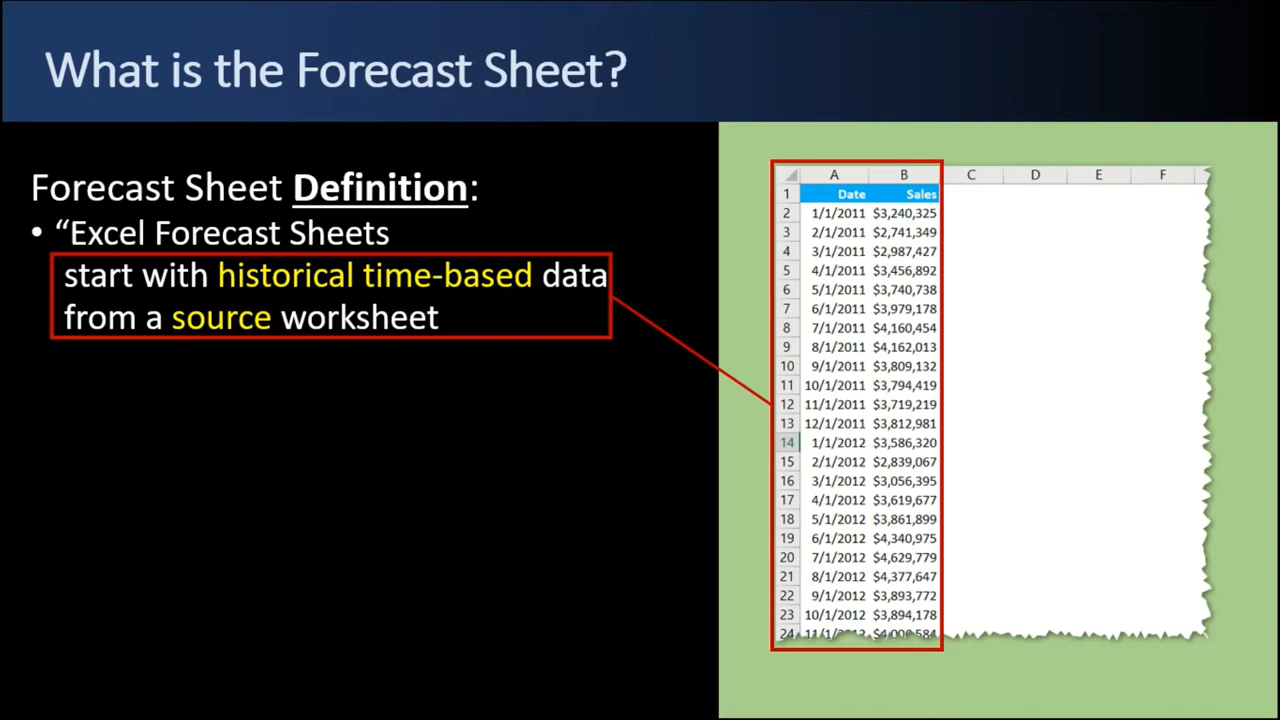 What is the Forecast Sheet?
Forecast Sheet Definition:
• “Excel Forecast Sheets
start with historical time-based data
from a source worksheet
A B C D E F
1 Date Sales
2 1/1/2011 $3,240,325
3 2/1/2011 $2,741,349
4 3/1/2011 $2,987,427
5 4/1/2011 $3,456,892
6 5/1/2011 $3,740,738
7 6/1/2011 $3,979,178
8 7/1/2011 $4,160,454
9 8/1/2011 $4,162,013
10 9/1/2011 $3,809,132
11 10/1/2011 $3,794,419
12 11/1/2011 $3,719,219
13 12/1/2011 $3,812,981
14 1/1/2012 $3,586,320
15 2/1/2012 $2,839,067
16 3/1/2012 $3,056,395
17 4/1/2012 $3,619,677
18 5/1/2012 $3,861,899
19 6/1/2012 $4,340,975
20 7/1/2012 $4,629,779
21 8/1/2012 $4,377,647
22 9/1/2012 $3,893,772
23 10/1/2012 $3,894,178
24